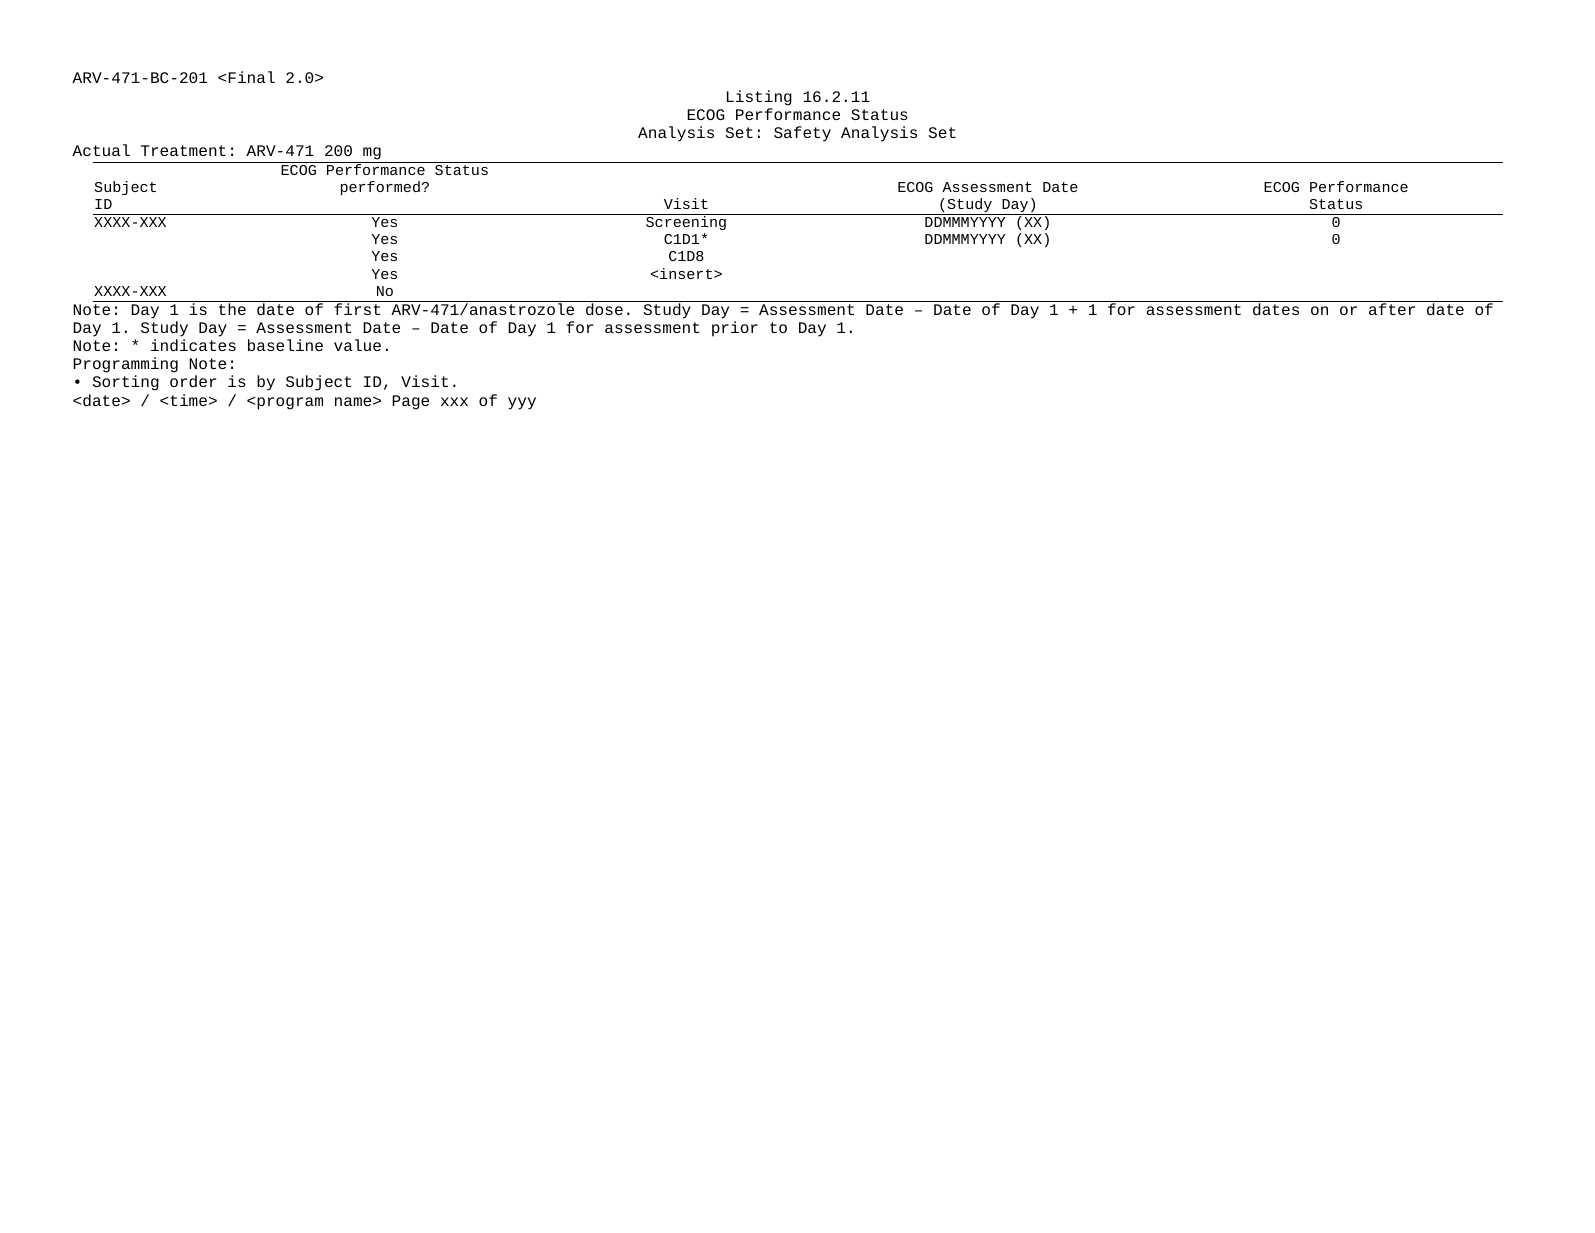 ARV-471-BC-201 <Final 2.0>
Listing 16.2.11
ECOG Performance Status
Analysis Set: Safety Analysis Set
Actual Treatment: ARV-471 200 mg
ECOG Performance Status
Subject performed? ECOG Assessment Date ECOG Performance
ID Visit (Study Day) Status
XXXX-XXX Yes Screening DDMMMYYYY (XX) 0
Yes C1D1* DDMMMYYYY (XX) 0
Yes C1D8
Yes <insert>
XXXX-XXX No
Note: Day 1 is the date of first ARV-471/anastrozole dose. Study Day = Assessment Date – Date of Day 1 + 1 for assessment dates on or after date of
Day 1. Study Day = Assessment Date – Date of Day 1 for assessment prior to Day 1.
Note: * indicates baseline value.
Programming Note:
• Sorting order is by Subject ID, Visit.
<date> / <time> / <program name> Page xxx of yyy